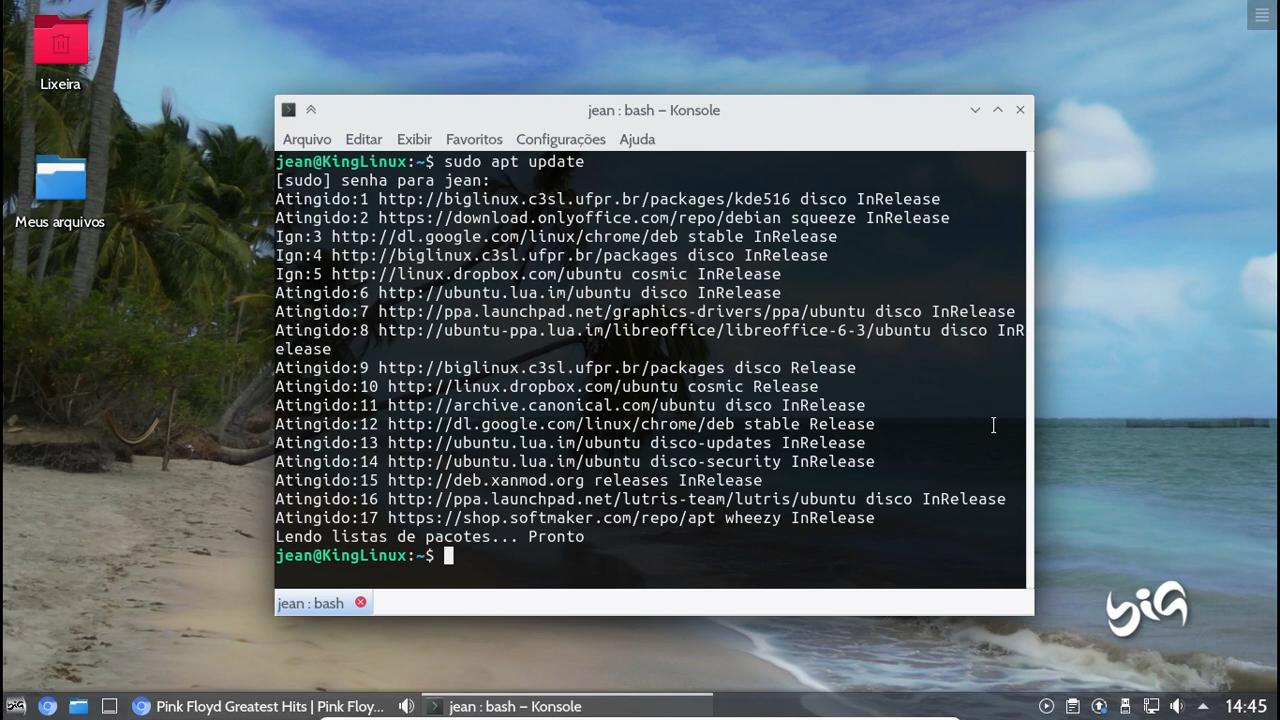 Lixeira
Meus arquivos
jean : bash – Konsole
Arquivo Editar Exibir Favoritos Configurações Ajuda
jean@KingLinux:~$ sudo apt update
[sudo] senha para jean:
Atingido:1 http://biglinux.c3sl.ufpr.br/packages/kde516 disco InRelease
Atingido:2 https://download.onlyoffice.com/repo/debian squeeze InRelease
Ign:3 http://dl.google.com/linux/chrome/deb stable InRelease
Ign:4 http://biglinux.c3sl.ufpr.br/packages disco InRelease
Ign:5 http://linux.dropbox.com/ubuntu cosmic InRelease
Atingido:6 http://ubuntu.lua.im/ubuntu disco InRelease
Atingido:7 http://ppa.launchpad.net/graphics-drivers/ppa/ubuntu disco InRelease
Atingido:8 http://ubuntu-ppa.lua.im/libreoffice/libreoffice-6-3/ubuntu disco InR
elease
Atingido:9 http://biglinux.c3sl.ufpr.br/packages disco Release
Atingido:10 http://linux.dropbox.com/ubuntu cosmic Release
Atingido:11 http://archive.canonical.com/ubuntu disco InRelease
Atingido:12 http://dl.google.com/linux/chrome/deb stable Release
Atingido:13 http://ubuntu.lua.im/ubuntu disco-updates InRelease
Atingido:14 http://ubuntu.lua.im/ubuntu disco-security InRelease
Atingido:15 http://deb.xanmod.org releases InRelease
Atingido:16 http://ppa.launchpad.net/lutris-team/lutris/ubuntu disco InRelease
Atingido:17 https://shop.softmaker.com/repo/apt wheezy InRelease
Lendo listas de pacotes... Pronto
jean@KingLinux:~$
jean : bash
big
Pink Floyd Greatest Hits | Pink Floy... jean : bash – Konsole 14:45